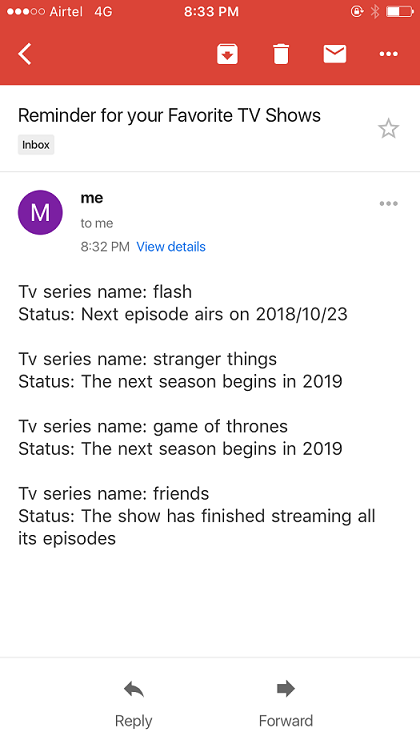 Airtel 4G 8:33 PM
Reminder for your Favorite TV Shows
Inbox
M
me
to me
8:32 PM View details
Tv series name: flash
Status: Next episode airs on 2018/10/23
Tv series name: stranger things
Status: The next season begins in 2019
Tv series name: game of thrones
Status: The next season begins in 2019
Tv series name: friends
Status: The show has finished streaming all
its episodes
Reply Forward